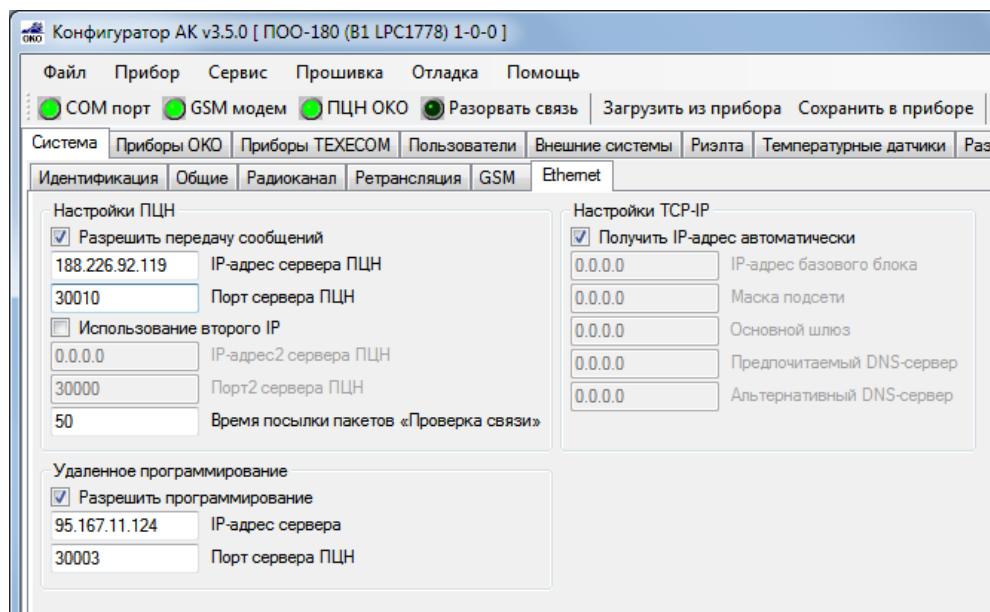 ОКО Конфигуратор АК v3.5.0 [ ПОО-180 (B1 LPC1778) 1-0-0 ]
Файл Прибор Сервис Прошивка Отладка Помощь
COM порт GSM модем ПЦН ОКО Разорвать связь Загрузить из прибора Сохранить в приборе
Система Приборы ОКО Приборы TEXECOM Пользователи Внешние системы Риэлта Температурные датчики Раз
Идентификация Общие Радиоканал Ретрансляция GSM Ethernet
Настройки ПЦН
Разрешить передачу сообщений
188.226.92.119 IP-адрес сервера ПЦН
30010 Порт сервера ПЦН
Использование второго IP
0.0.0.0 IP-адрес2 сервера ПЦН
30000 Порт2 сервера ПЦН
50 Время посылки пакетов «Проверка связи»
Удаленное программирование
Разрешить программирование
95.167.11.124 IP-адрес сервера
30003 Порт сервера ПЦН
Настройки TCP-IP
Получить IP-адрес автоматически
0.0.0.0 IP-адрес базового блока
0.0.0.0 Маска подсети
0.0.0.0 Основной шлюз
0.0.0.0 Предпочитаемый DNS-сервер
0.0.0.0 Альтернативный DNS-сервер